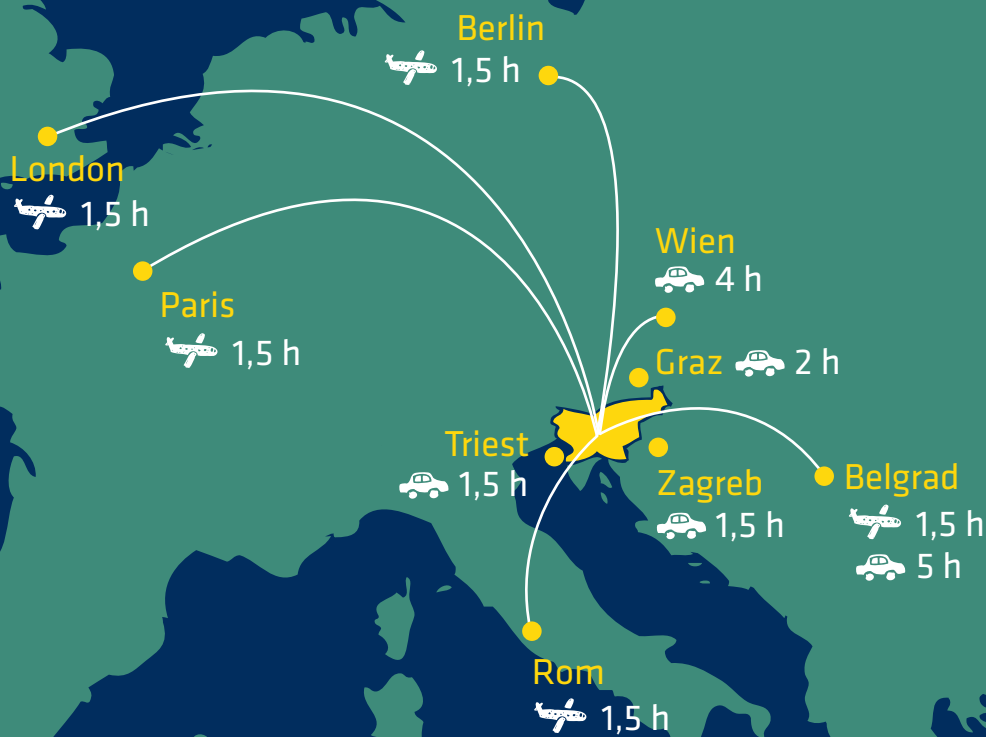 Berlin
1,5 h
London
1,5 h
Paris
1,5 h
Wien
4 h
Graz 2 h
Triest
1,5 h
Zagreb
1,5 h
Belgrad
1,5 h
5 h
Rom
1,5 h